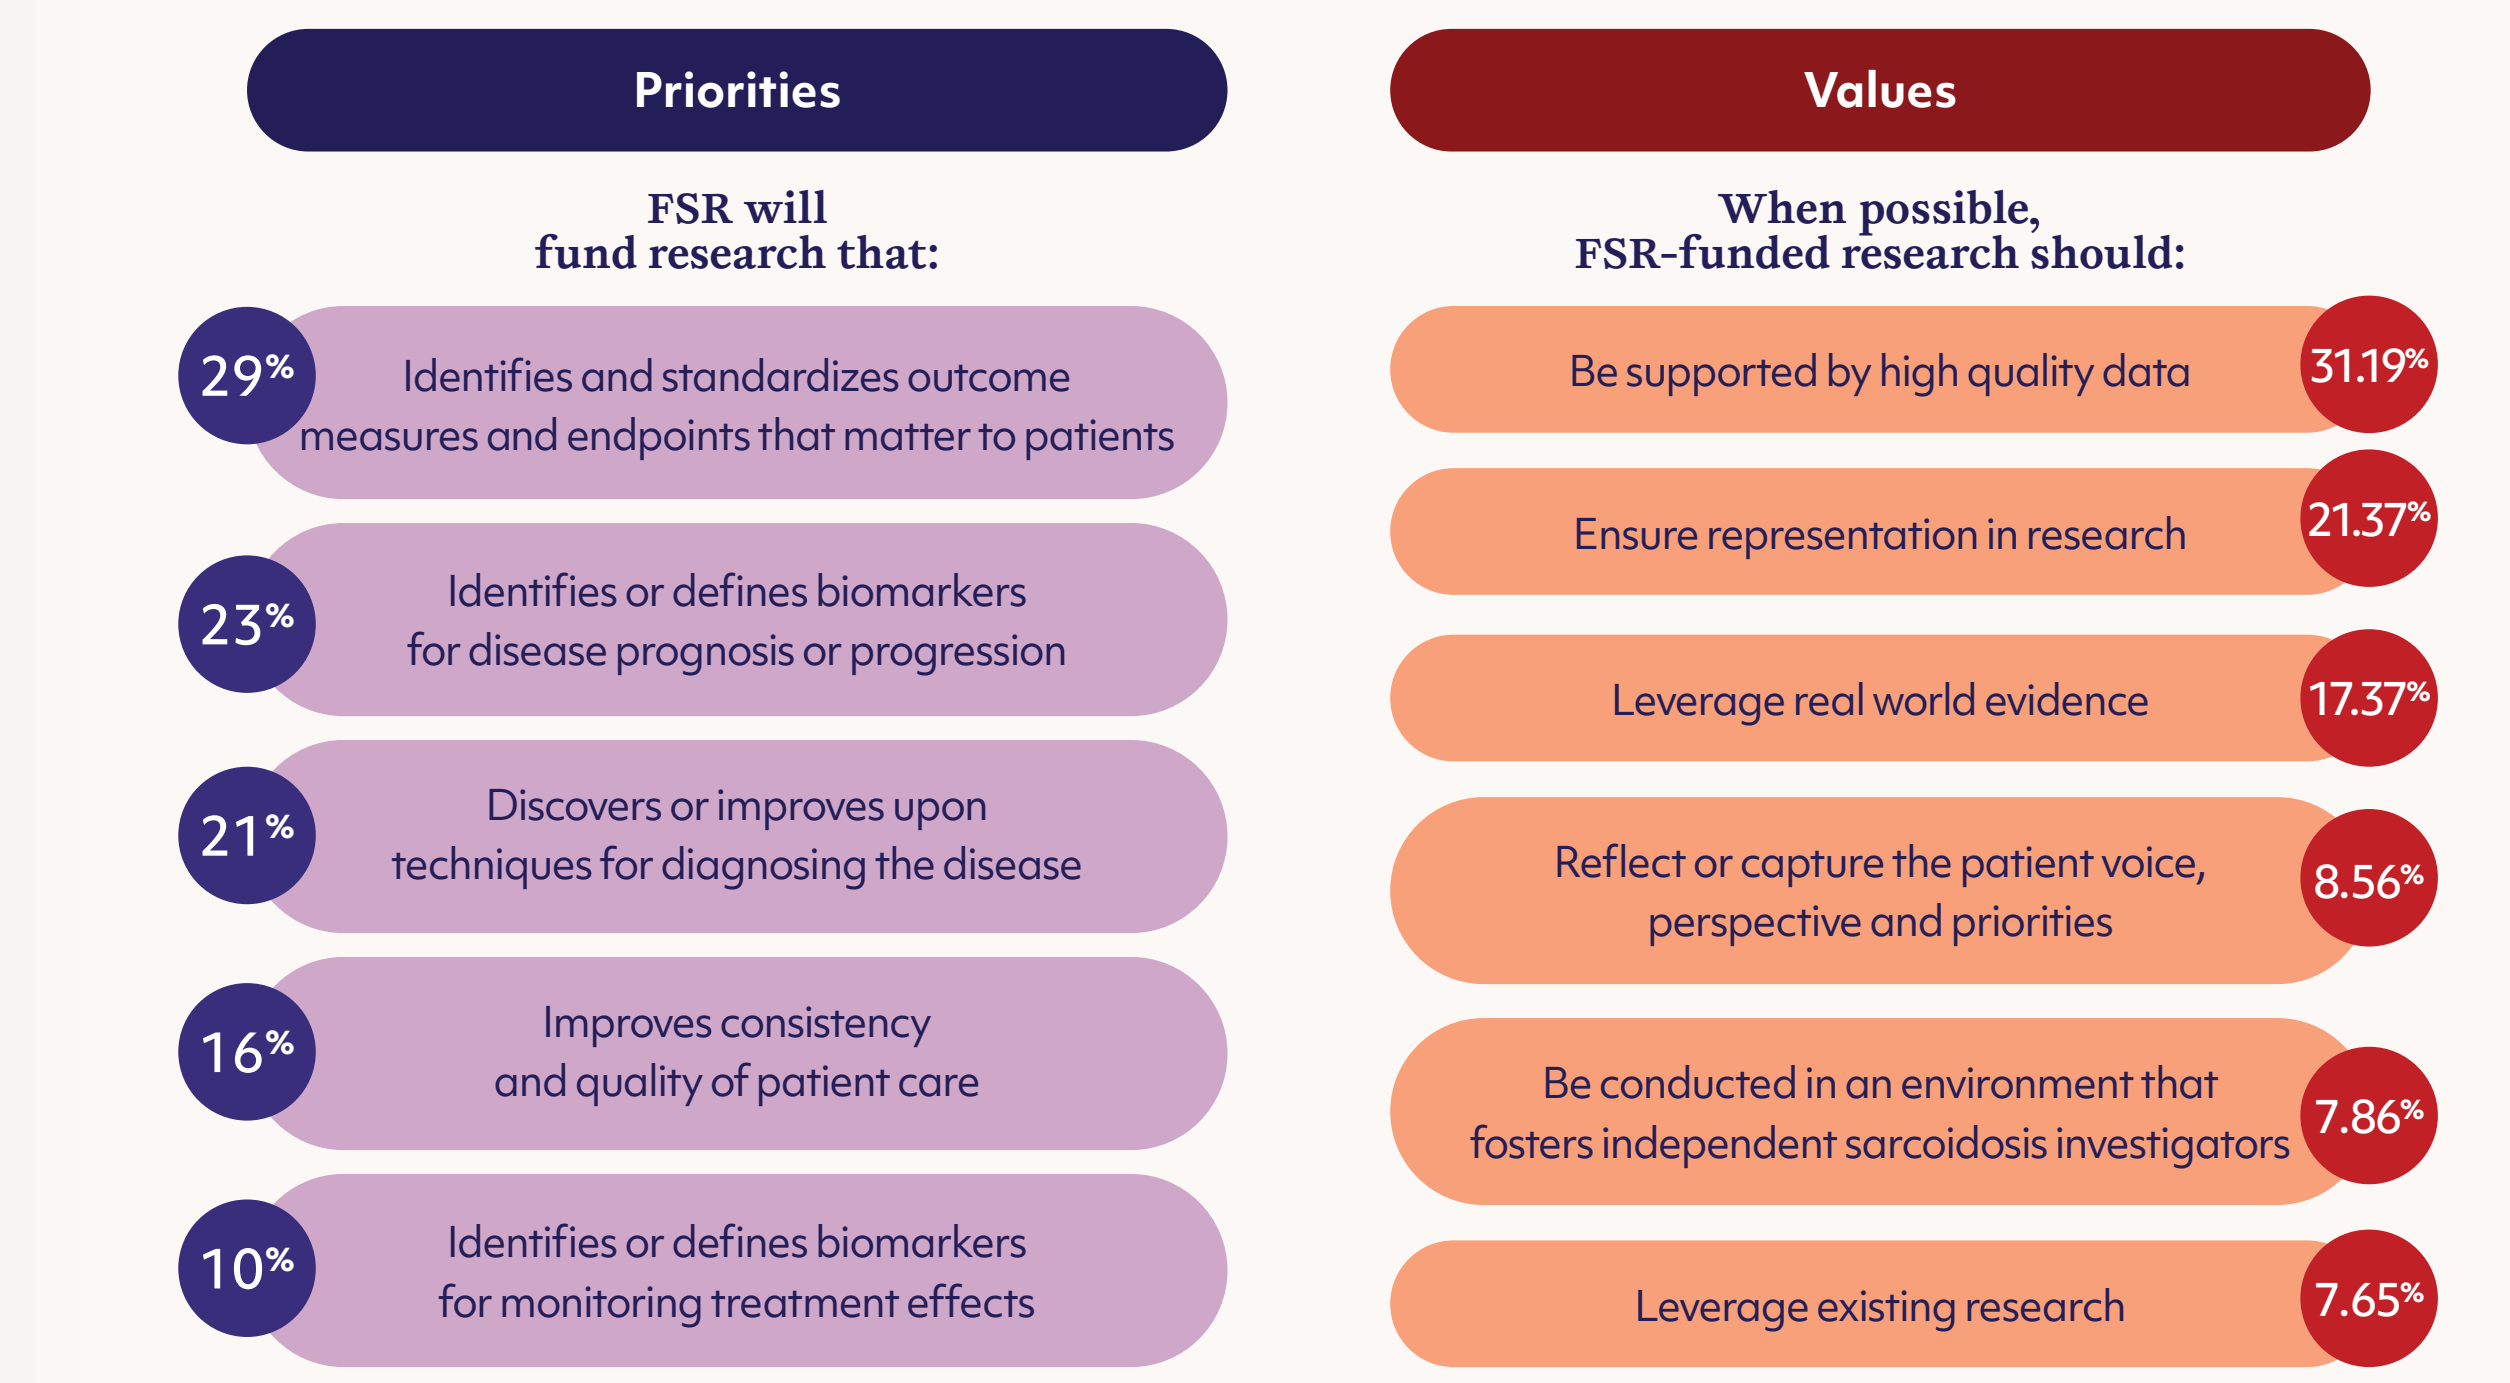 Priorities
FSR will
fund research that:
29%
Identifies and standardizes outcome
measures and endpoints that matter to patients
23%
Identifies or defines biomarkers
for disease prognosis or progression
21%
Discovers or improves upon
techniques for diagnosing the disease
16%
Improves consistency
and quality of patient care
10%
Identifies or defines biomarkers
for monitoring treatment effects
Values
When possible,
FSR-funded research should:
Be supported by high quality data
31.19%
Ensure representation in research
21.37%
Leverage real world evidence
17.37%
Reflect or capture the patient voice,
perspective and priorities
8.56%
Be conducted in an environment that
fosters independent sarcoidosis investigators
7.86%
Leverage existing research
7.65%